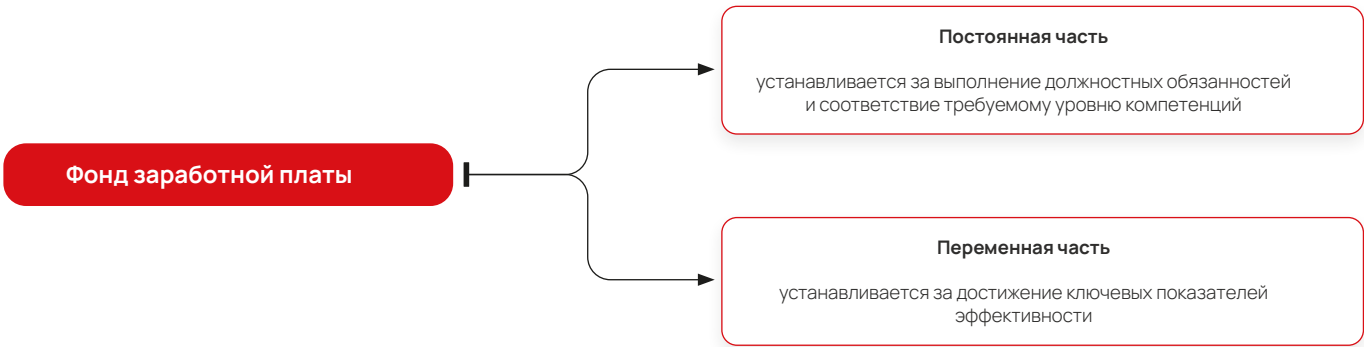 Фонд заработной платы
Постоянная часть
устанавливается за выполнение должностных обязанностей
и соответствие требуемому уровню компетенций
Переменная часть
устанавливается за достижение ключевых показателей
эффективности